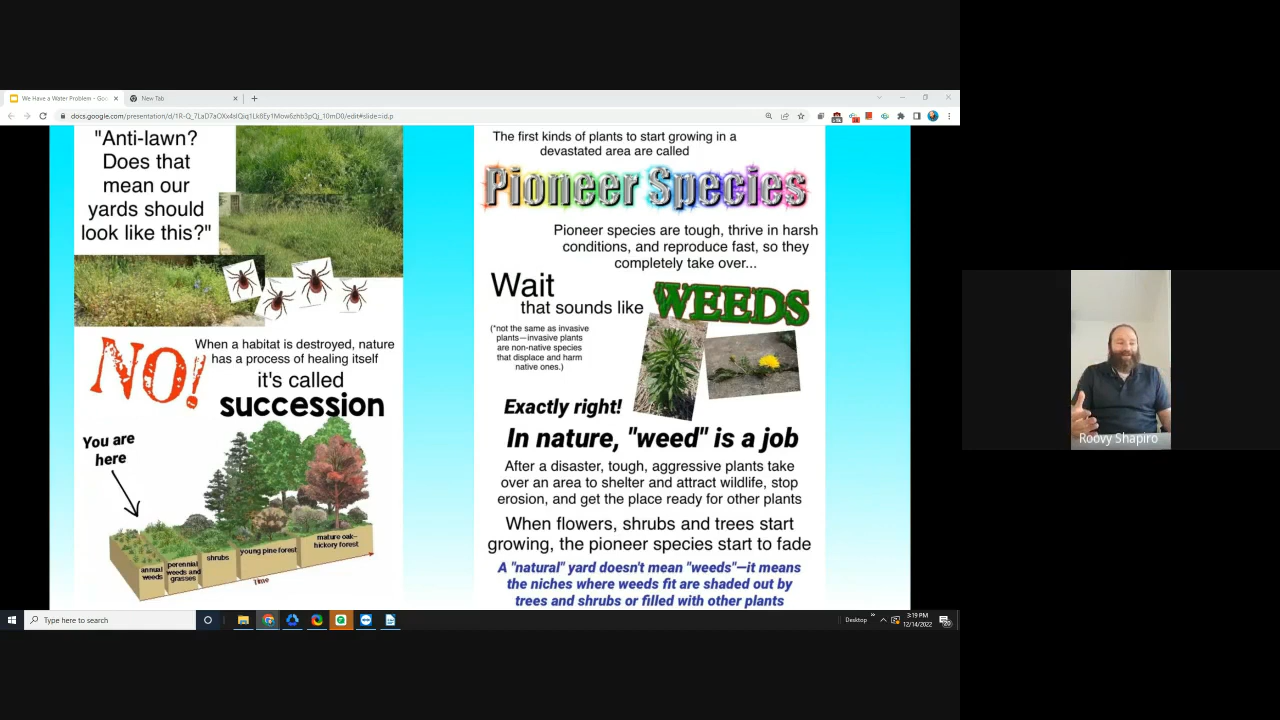 We Have a Water Problem - Goo
New Tab
docs.google.com/presentation/d/
"Anti-lawn?
Does that
mean our
yards should
look like this?"
NO!
When a habitat is destroyed, nature
has a process of healing itself
it's called
succession
You are
here
annual
weeds
perennial
weeds and
grasses
shrubs
young pine forest
mature oak-
hickory forest
Time
The first kinds of plants to start growing in a
devastated area are called
Pioneer Species
Pioneer species are tough, thrive in harsh
conditions, and reproduce fast, so they
completely take over...
Wait
that sounds like
WEEDS
(*not the same as invasive
plants—invasive plants
are non-native species
that displace and harm
native ones.)
Exactly right!
In nature, "weed" is a job
After a disaster, tough, aggressive plants take
over an area to shelter and attract wildlife, stop
erosion, and get the place ready for other plants
When flowers, shrubs and trees start
growing, the pioneer species start to fade
A "natural" yard doesn't mean "weeds"—it means
the niches where weeds fit are shaded out by
trees and shrubs or filled with other plants
Roovy Shapiro
Type here to search
Desktop
3:19 PM
12/14/2022